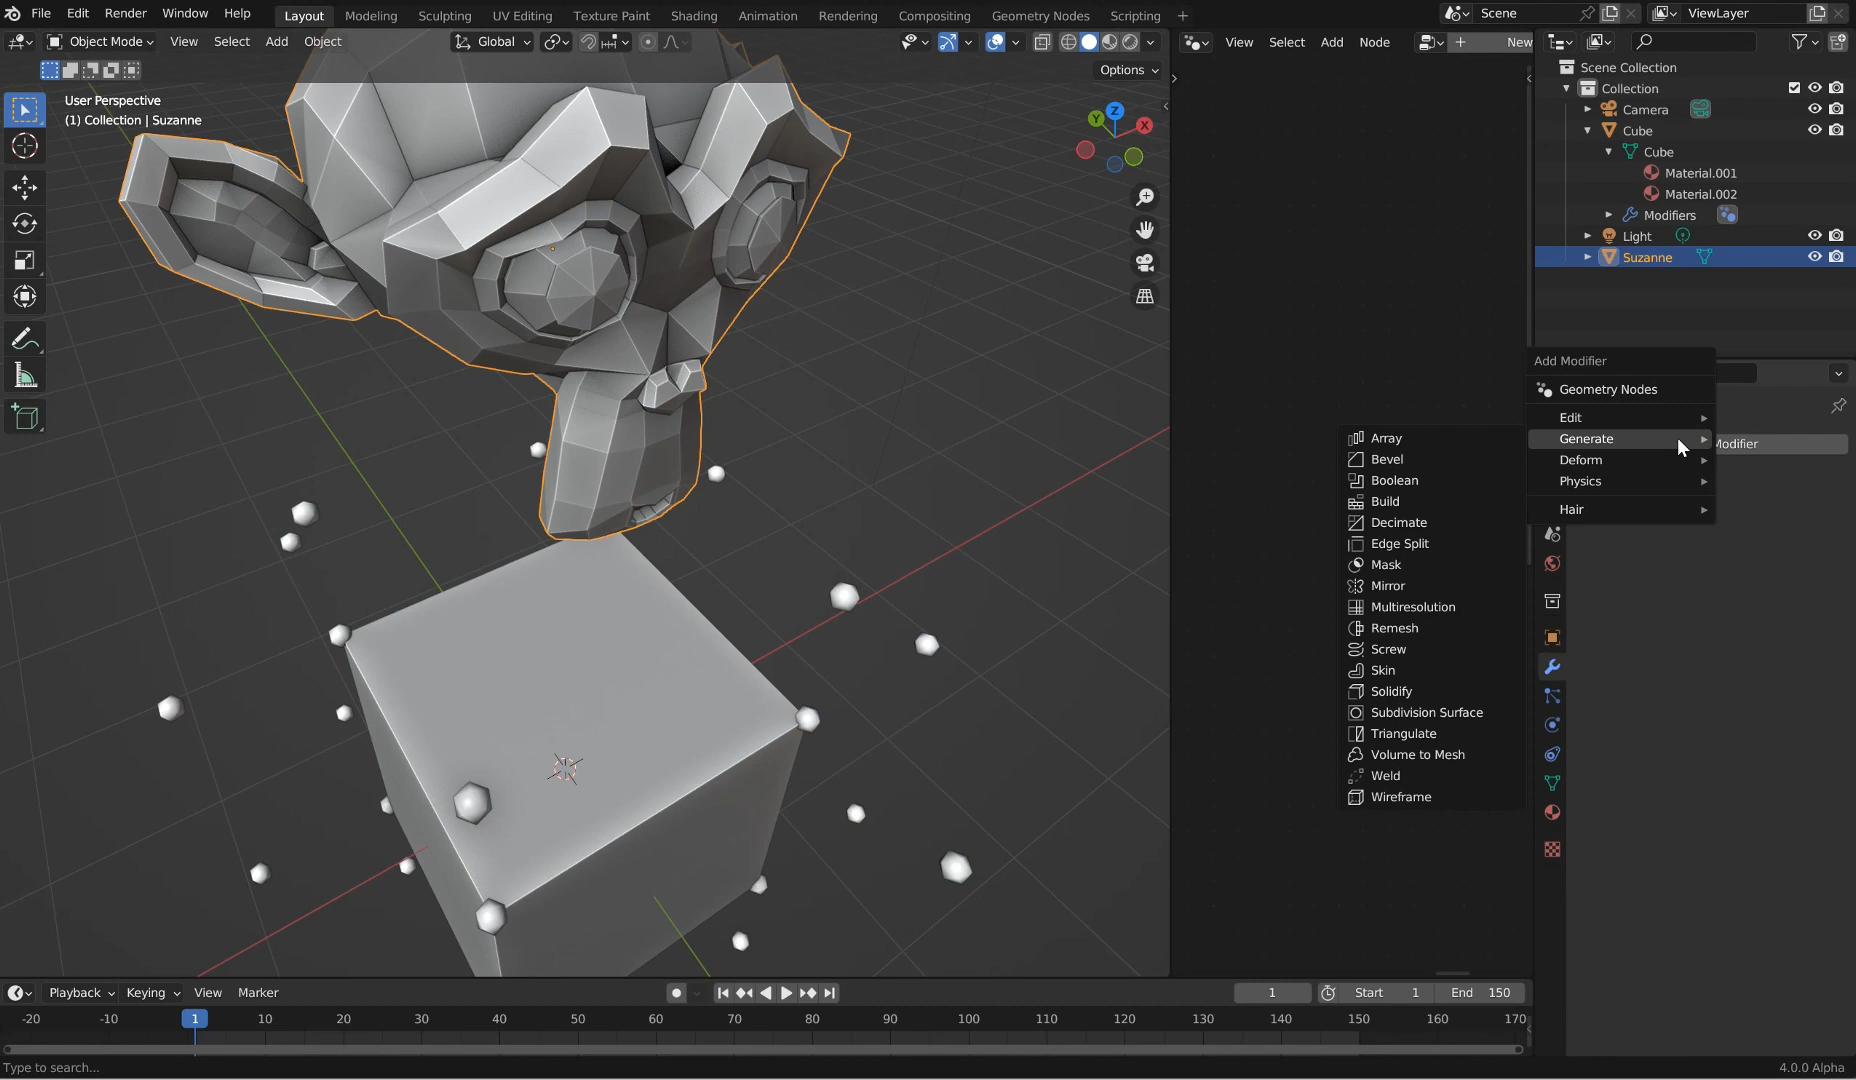 File Edit Render Window Help Layout Modeling Sculpting UV Editing Texture Paint Shading Animation Rendering Compositing Geometry Nodes Scripting Scene ViewLayer
Object Mode View Select Add Object Global View Select Add Node New
Options
User Perspective
(1) Collection | Suzanne
Z
Y
X
Scene Collection
Collection
Camera
Cube
Cube
Material.001
Material.002
Modifiers
Light
Suzanne
Add Modifier
Geometry Nodes
Edit
Generate
Deform
Physics
Hair
Modifier
Array
Bevel
Boolean
Build
Decimate
Edge Split
Mask
Mirror
Multiresolution
Remesh
Screw
Skin
Solidify
Subdivision Surface
Triangulate
Volume to Mesh
Weld
Wireframe
Playback Keying View Marker 1 Start 1 End 150
-20 -10 1 10 20 30 40 50 60 70 80 90 100 110 120 130 140 150 160 170
Type to search... 4.0.0 Alpha